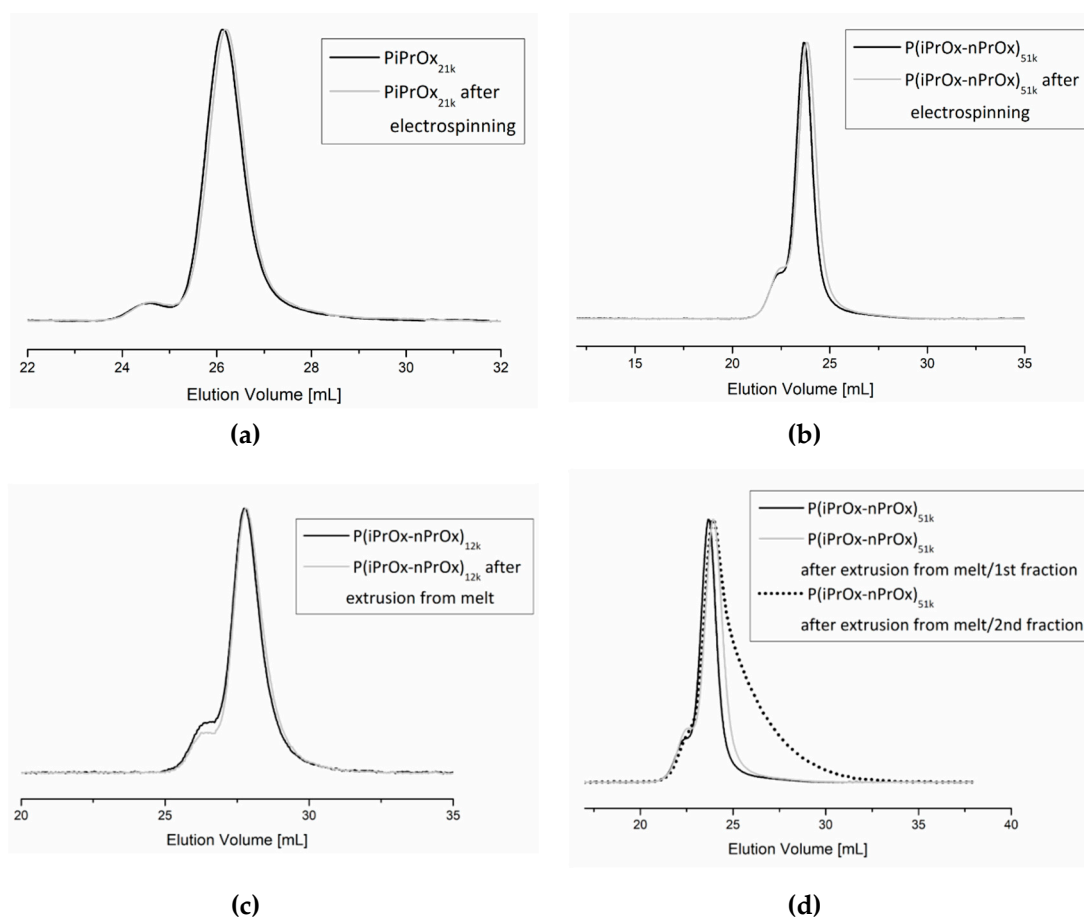 PiPrOx21k
PiPrOx21k after
electrospinning
22 24 26 28 30 32
Elution Volume [mL]
(a)
P(iPrOx-nPrOx)51k
P(iPrOx-nPrOx)51k after
electrospinning
15 20 25 30 35
Elution Volume [mL]
(b)
P(iPrOx-nPrOx)12k
P(iPrOx-nPrOx)12k after
extrusion from melt
20 25 30 35
Elution Volume [mL]
(c)
P(iPrOx-nPrOx)51k
P(iPrOx-nPrOx)51k
after extrusion from melt/1st fraction
P(iPrOx-nPrOx)51k
after extrusion from melt/2nd fraction
20 25 30 35 40
Elution Volume [mL]
(d)